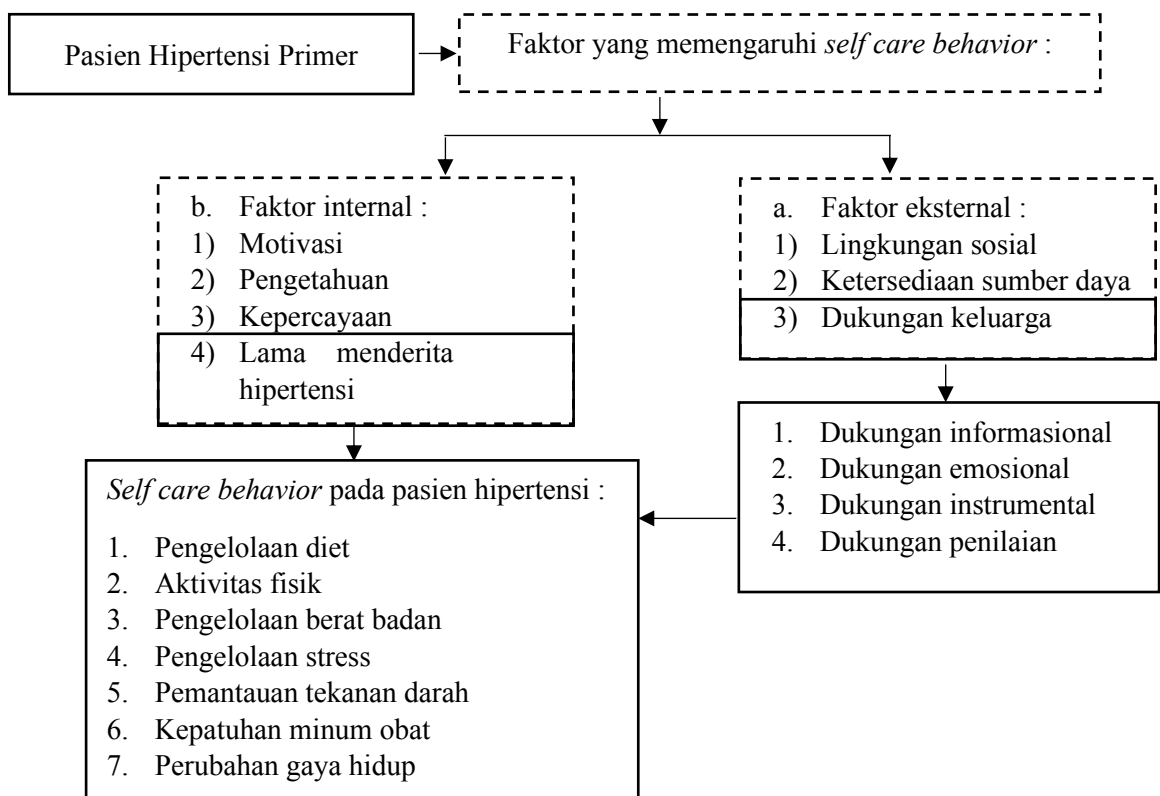 Pasien Hipertensi Primer
Faktor yang memengaruhi self care behavior :
b. Faktor internal :
1) Motivasi
2) Pengetahuan
3) Kepercayaan
4) Lama menderita
hipertensi
a. Faktor eksternal :
1) Lingkungan sosial
2) Ketersediaan sumber daya
3) Dukungan keluarga
1. Dukungan informasional
2. Dukungan emosional
3. Dukungan instrumental
4. Dukungan penilaian
Self care behavior pada pasien hipertensi :
1. Pengelolaan diet
2. Aktivitas fisik
3. Pengelolaan berat badan
4. Pengelolaan stress
5. Pemantauan tekanan darah
6. Kepatuhan minum obat
7. Perubahan gaya hidup